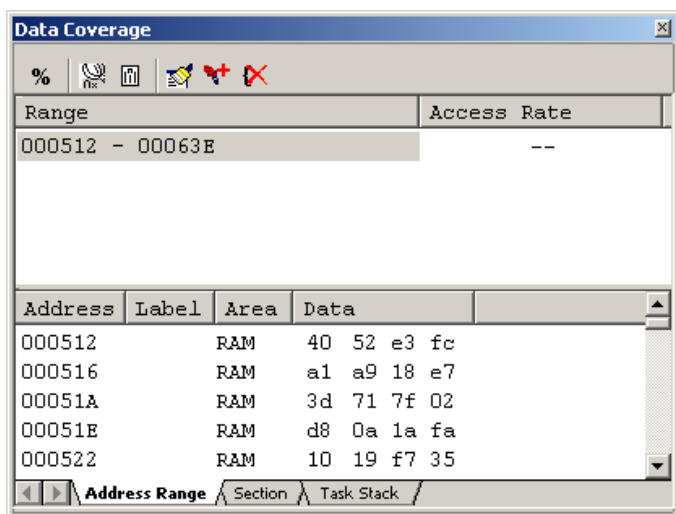 Data Coverage
%
Range Access Rate
000512 - 00063E --
Address Label Area Data
000512 RAM 40 52 e3 fc
000516 RAM a1 a9 18 e7
00051A RAM 3d 71 7f 02
00051E RAM d8 0a 1a fa
000522 RAM 10 19 f7 35
Address Range Section Task Stack